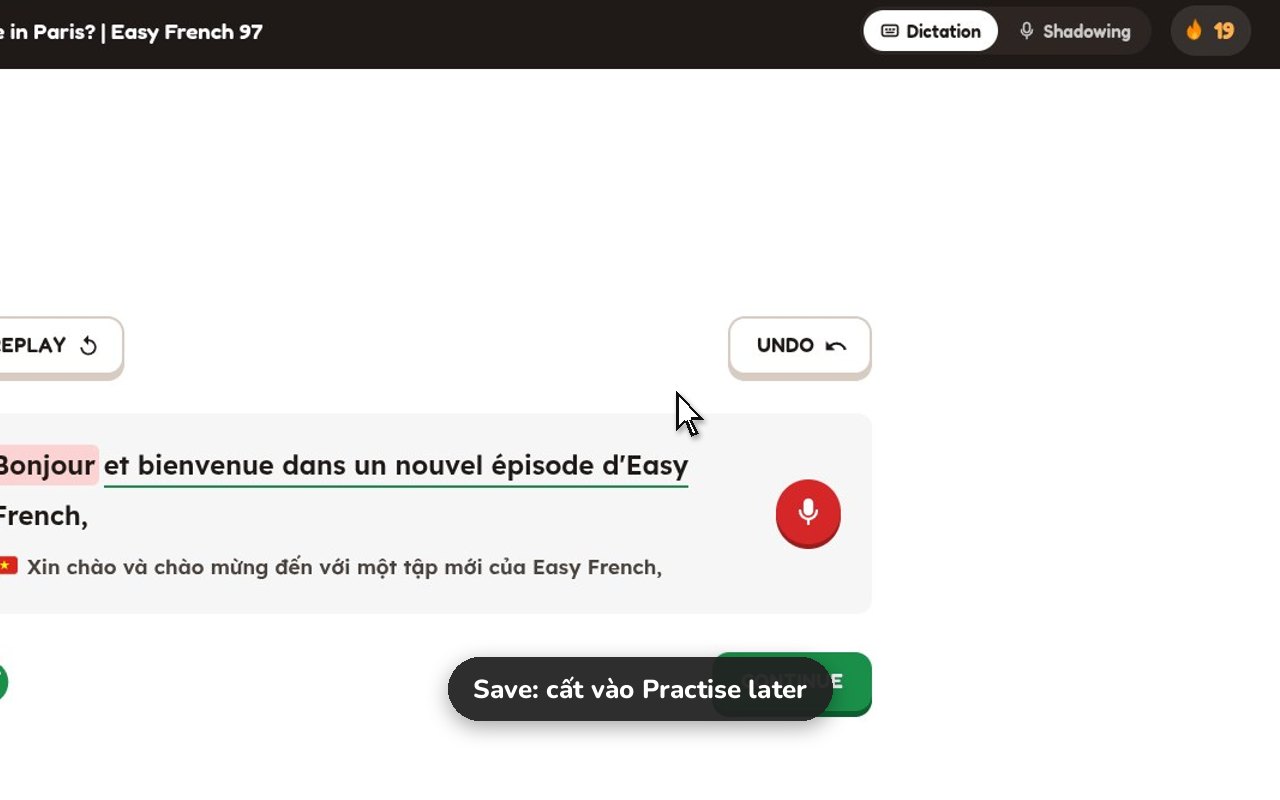 in Paris? | Easy French 97
Dictation
Shadowing
19
EPLAY
UNDO
Bonjour et bienvenue dans un nouvel épisode d'Easy
French,
Xin chào và chào mừng đến với một tập mới của Easy French,
Save: cất vào Practise later